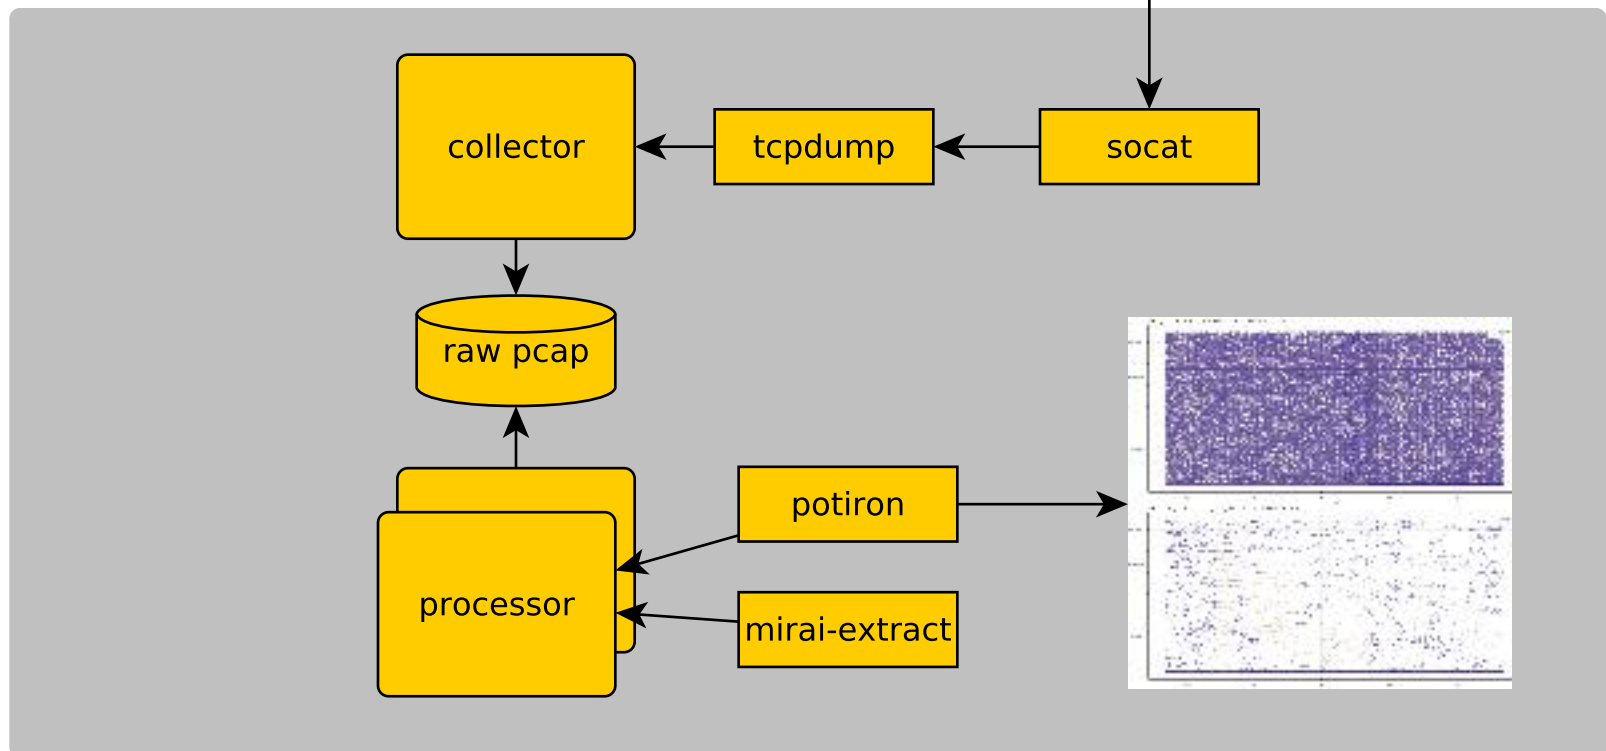 collector
tcpdump
socat
raw pcap
potiron
processor
mirai-extract